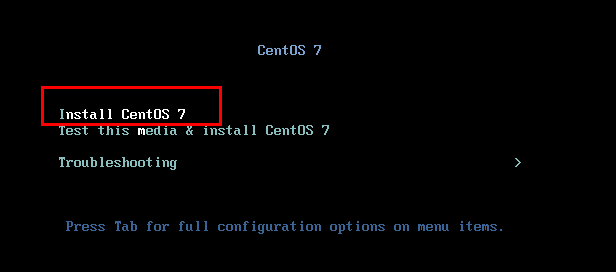 CentOS 7
Install CentOS 7
Test this media & install CentOS 7
Troubleshooting >
Press Tab for full configuration options on menu items.